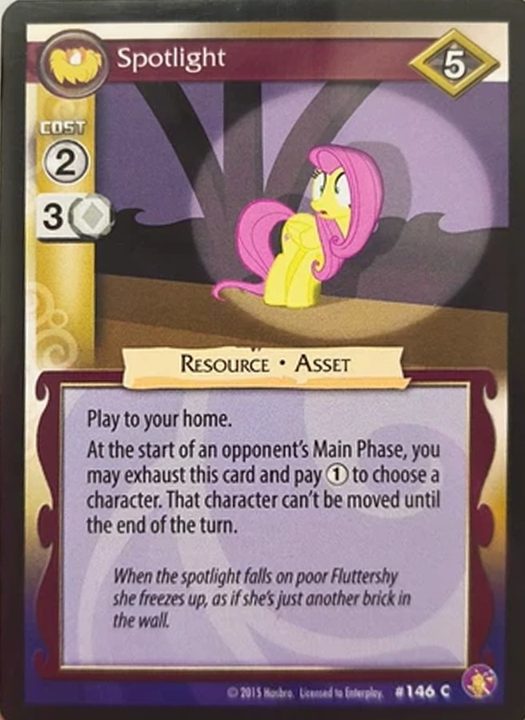 Spotlight
5
COST
2
3
RESOURCE • ASSET
Play to your home.
At the start of an opponent's Main Phase, you
may exhaust this card and pay 1 to choose a
character. That character can't be moved until
the end of the turn.
When the spotlight falls on poor Fluttershy
she freezes up, as if she's just another brick in
the wall.
© 2015 Hasbro. Licensed to Enterplay. #146 C